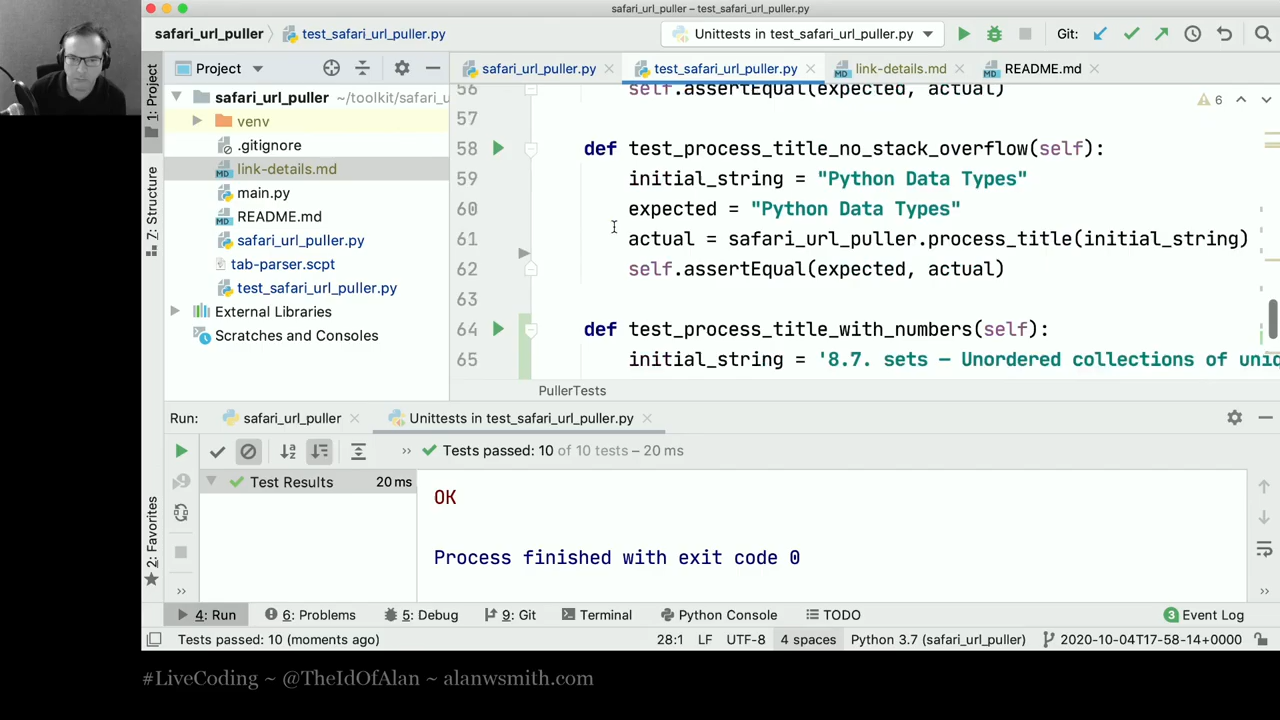 safari_url_puller – test_safari_url_puller.py
safari_url_puller
test_safari_url_puller.py
Unittests in test_safari_url_puller.py
Git:
1: Project
Project
safari_url_puller.py
test_safari_url_puller.py
link-details.md
README.md
safari_url_puller ~/toolkit/safari_u
venv
.gitignore
link-details.md
main.py
README.md
safari_url_puller.py
tab-parser.scpt
test_safari_url_puller.py
External Libraries
Scratches and Consoles
Z: Structure
2: Favorites
6
56 self.assertEqual(expected, actual)
57
58 def test_process_title_no_stack_overflow(self):
59 initial_string = "Python Data Types"
60 expected = "Python Data Types"
61 actual = safari_url_puller.process_title(initial_string)
62 self.assertEqual(expected, actual)
63
64 def test_process_title_with_numbers(self):
65 initial_string = '8.7. sets — Unordered collections of uniq
PullerTests
Run:
safari_url_puller
Unittests in test_safari_url_puller.py
Tests passed: 10 of 10 tests – 20 ms
Test Results 20 ms
OK
Process finished with exit code 0
4: Run
6: Problems
5: Debug
9: Git
Terminal
Python Console
TODO
3 Event Log
Tests passed: 10 (moments ago)
28:1 LF UTF-8 4 spaces Python 3.7 (safari_url_puller) 2020-10-04T17-58-14+0000
#LiveCoding ~ @TheIdOfAlan ~ alanwsmith.com